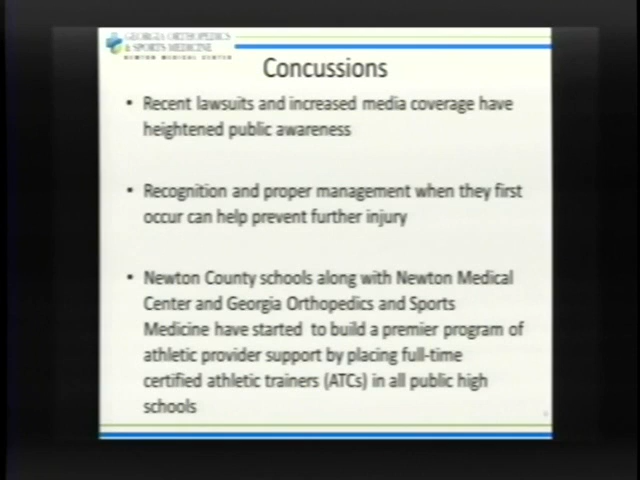 GEORGIA ORTHOPEDICS
& SPORTS MEDICINE
NEWTON MEDICAL CENTER
Concussions
• Recent lawsuits and increased media coverage have
heightened public awareness
• Recognition and proper management when they first
occur can help prevent further injury
• Newton County schools along with Newton Medical
Center and Georgia Orthopedics and Sports
Medicine have started to build a premier program of
athletic provider support by placing full-time
certified athletic trainers (ATCs) in all public high
schools